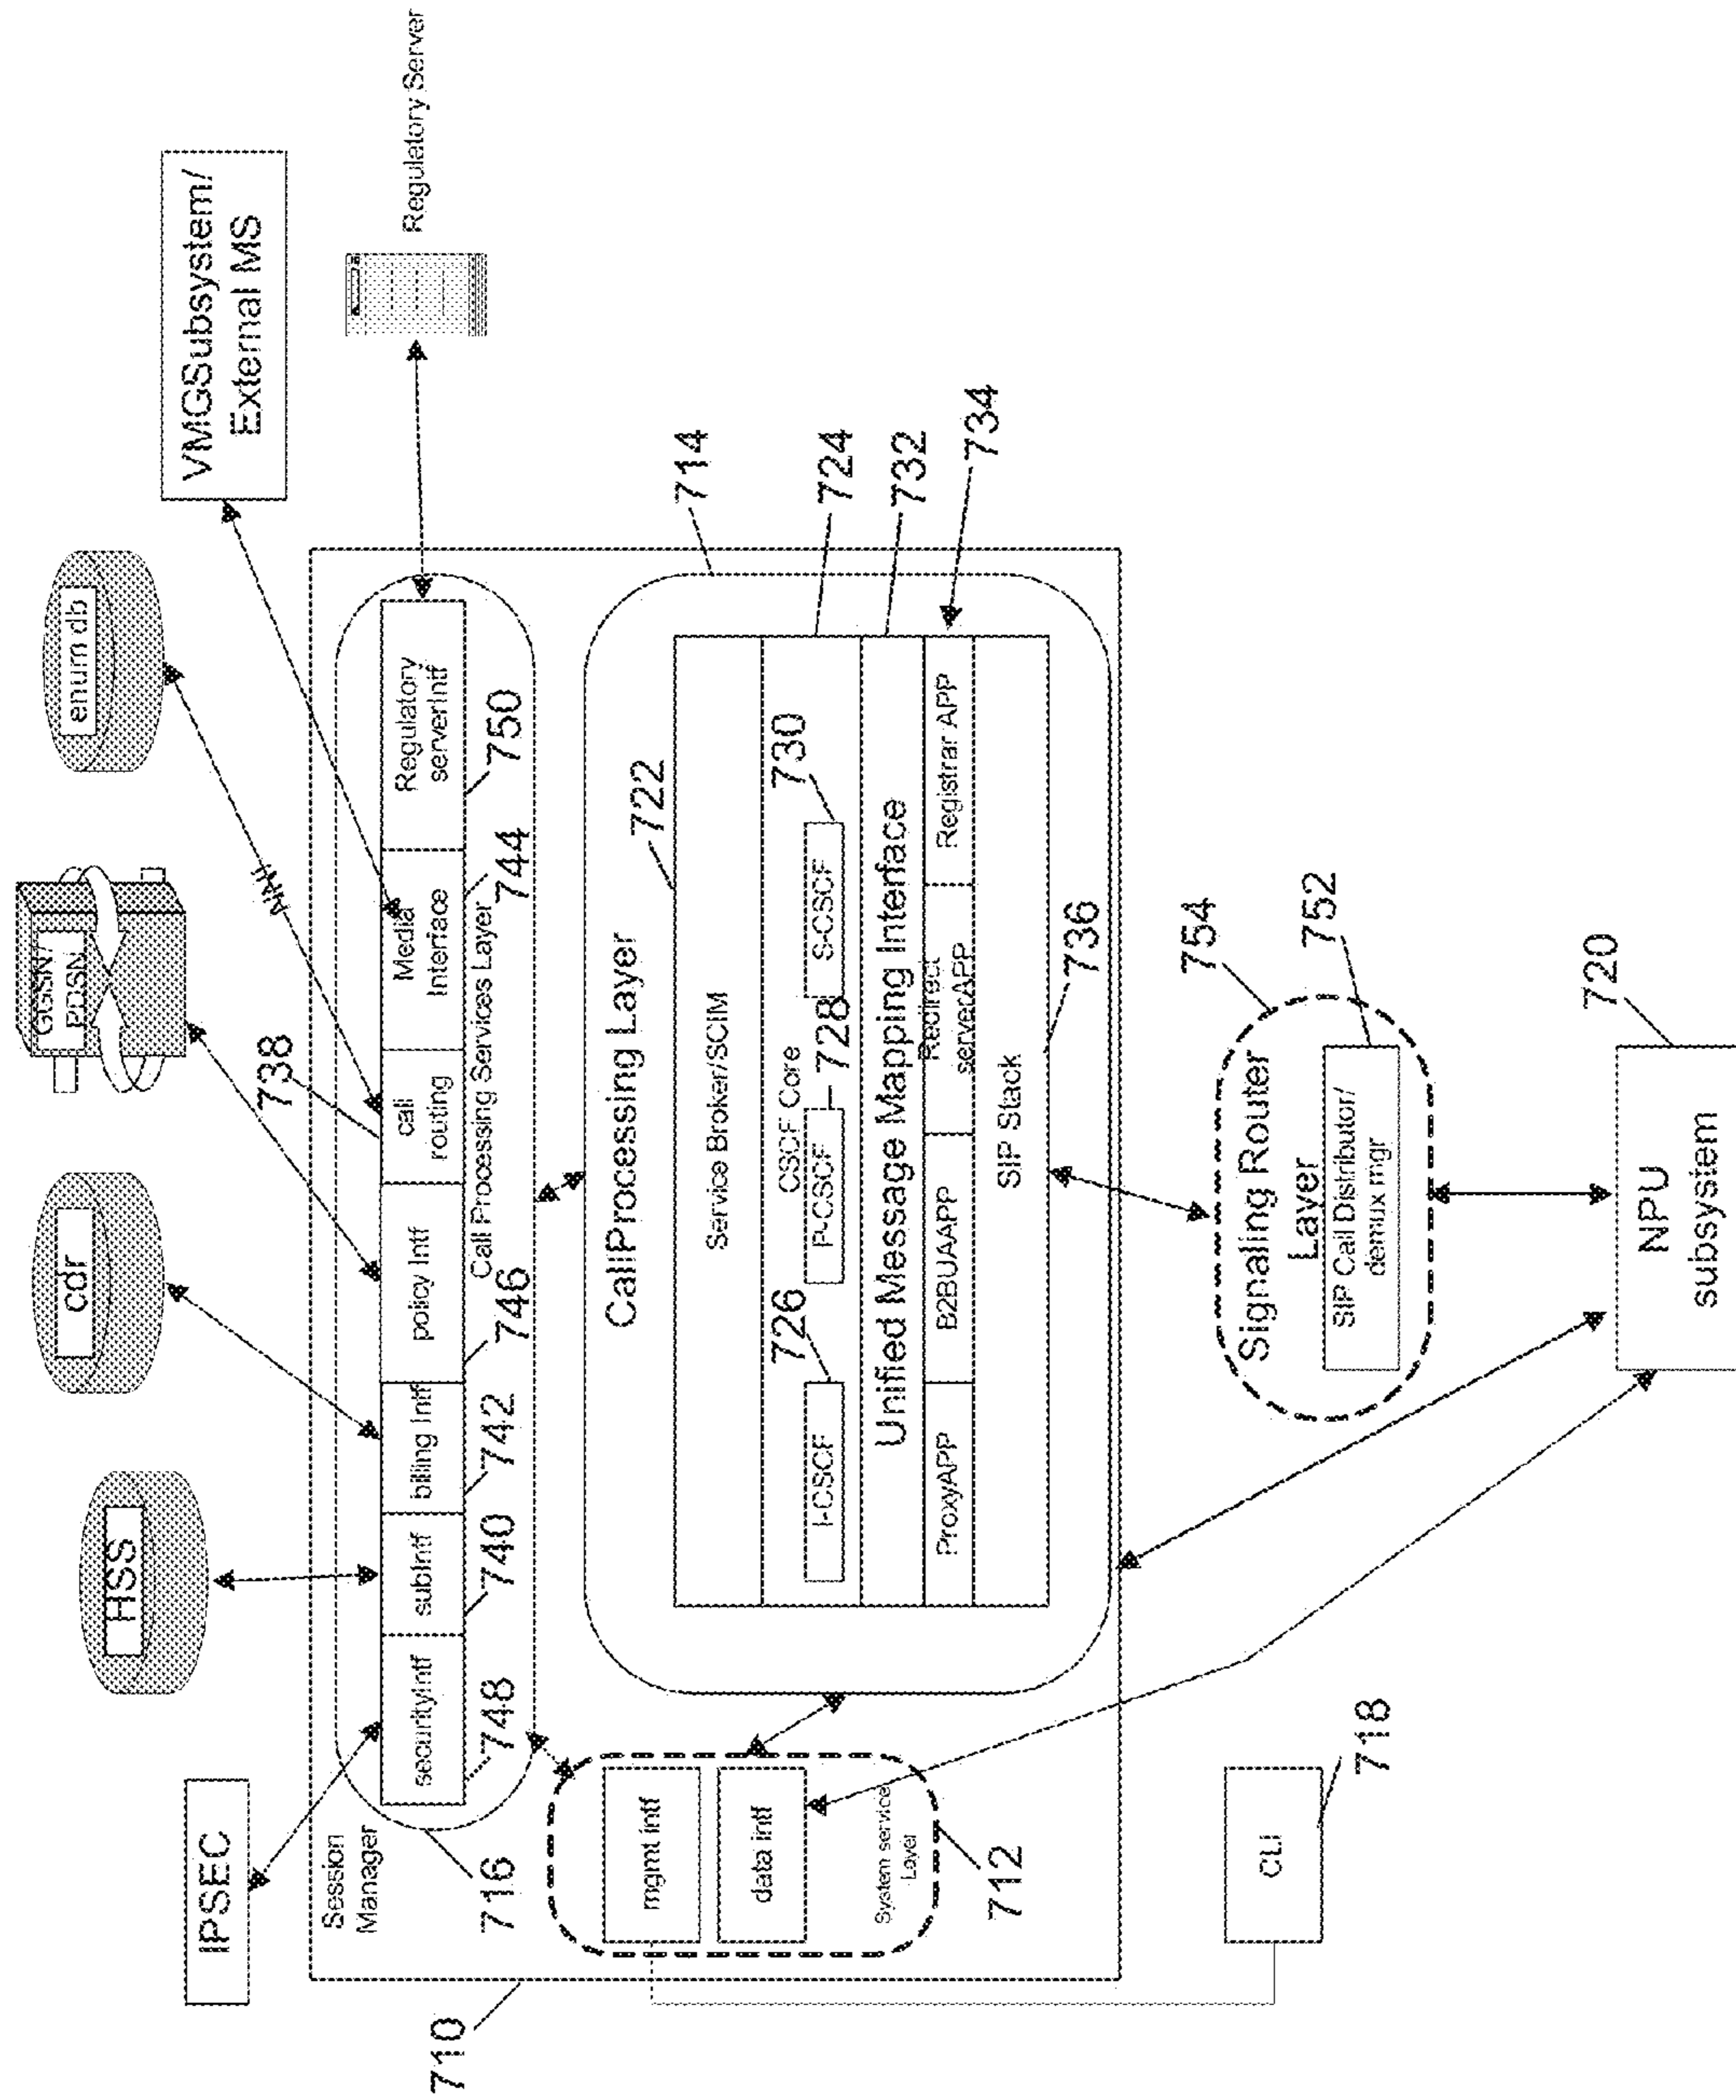 IPSEC
HSS
cdr
GGSN/
PDSN
enum db
VMGSubsystem/
External MS
Regulatory Server
710
Session
Manager
716
securityIntf
subIntf
billing Intf
policy Intf
call
routing
Media
Interface
Regulatory
serverIntf
748
740
742
746
738
744
750
Call Processing Services Layer
mgmt intf
data intf
System service
Layer
712
714
CallProcessing Layer
722
Service Broker/SCIM
CSCF Core
724
726
728
730
I-CSCF
P-CSCF
S-CSCF
Unified Message Mapping Interface
732
ProxyAPP
B2BUAAPP
Redirect
serverAPP
Registrar APP
734
SIP Stack
736
Signaling Router
Layer
754
SIP Call Distributor/
demux mgr
752
CLI
718
NPU
subsystem
720